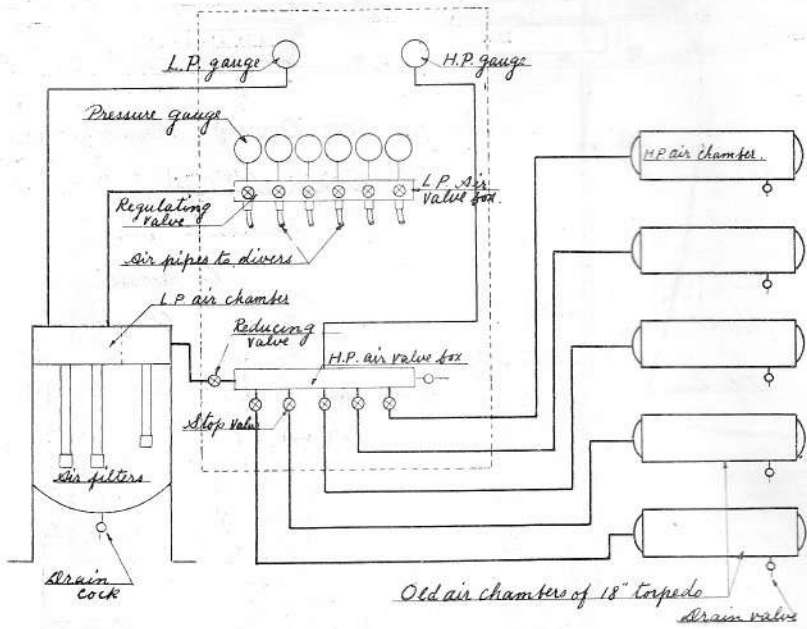 L.P. gauge
H.P. gauge
Pressure gauge
H.P. air chamber.
L.P. Air
valve box.
Regulating
valve
Air pipes to divers
L.P. air chamber
Reducing
valve
H.P. air valve box
Stop valve
Air filters
Drain
cock
Old air chambers of 18" torpedo
Drain valve